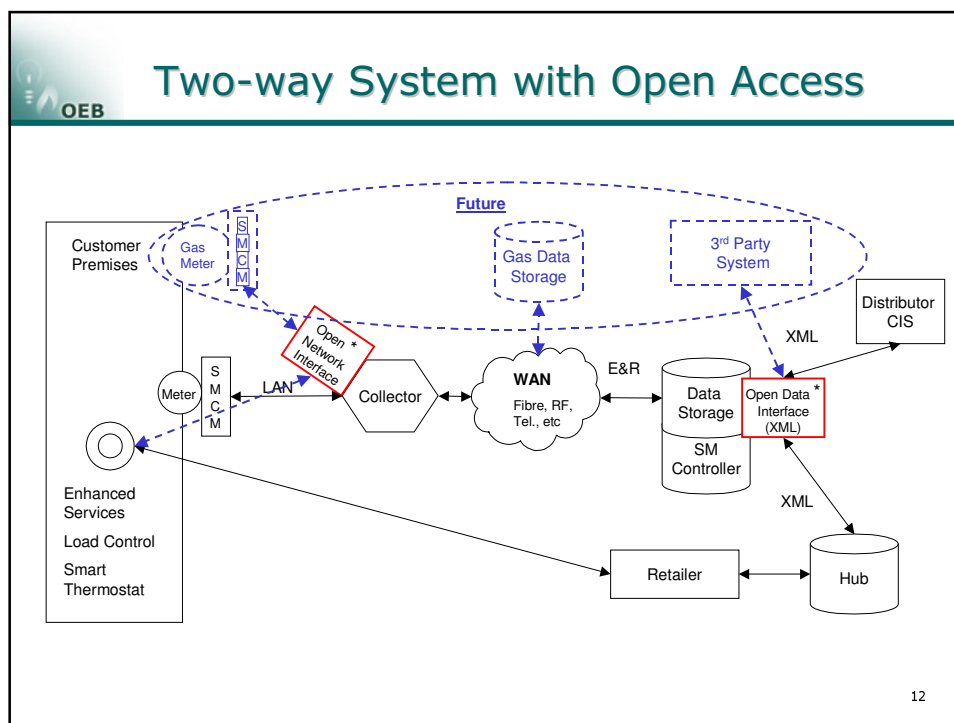 OEB
Two-way System with Open Access
Future
Customer
Premises
Gas
Meter
S
M
C
M
Gas Data
Storage
3rd Party
System
Distributor
CIS
XML
Open *
Network
Interface
Meter
S
M
C
M
LAN
Collector
WAN
Fibre, RF,
Tel., etc
E&R
Data
Storage
SM
Controller
Open Data *
Interface
(XML)
XML
Enhanced
Services
Load Control
Smart
Thermostat
Retailer
Hub
12